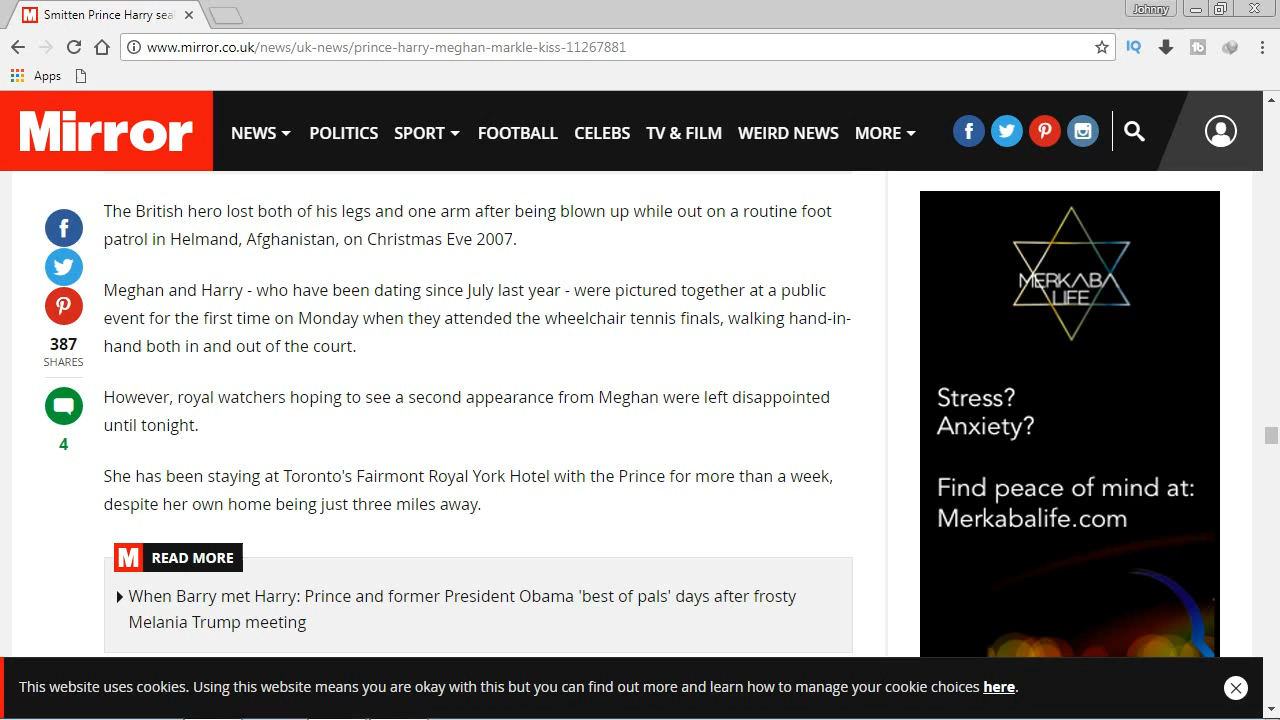 Smitten Prince Harry sea
Johnny
www.mirror.co.uk/news/uk-news/prince-harry-meghan-markle-kiss-11267881
IQ
tb
Apps
Mirror
NEWS POLITICS SPORT FOOTBALL CELEBS TV & FILM WEIRD NEWS MORE
The British hero lost both of his legs and one arm after being blown up while out on a routine foot
patrol in Helmand, Afghanistan, on Christmas Eve 2007.
Meghan and Harry - who have been dating since July last year - were pictured together at a public
event for the first time on Monday when they attended the wheelchair tennis finals, walking hand-in-
hand both in and out of the court.
387
SHARES
However, royal watchers hoping to see a second appearance from Meghan were left disappointed
until tonight.
4
She has been staying at Toronto's Fairmont Royal York Hotel with the Prince for more than a week,
despite her own home being just three miles away.
M READ MORE
When Barry met Harry: Prince and former President Obama 'best of pals' days after frosty
Melania Trump meeting
MERKABA
LIFE
Stress?
Anxiety?
Find peace of mind at:
Merkabalife.com
This website uses cookies. Using this website means you are okay with this but you can find out more and learn how to manage your cookie choices here.